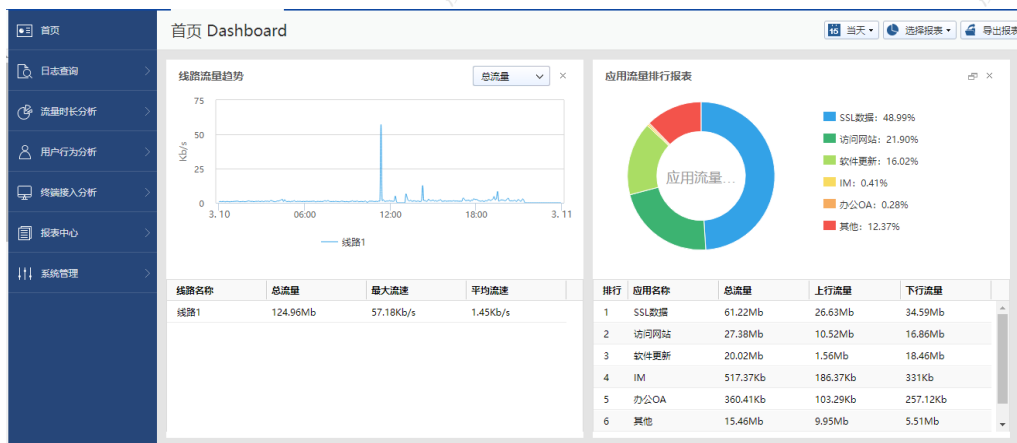 首页
日志查询
流量时长分析
用户行为分析
终端接入分析
报表中心
系统管理
首页 Dashboard
15 当天
选择报表
导出报表
线路流量趋势
总流量
Kb/s
75
50
25
0
3. 10 06:00 12:00 18:00 3. 11
线路1
线路名称 总流量 最大流速 平均流速
线路1 124.96Mb 57.18Kb/s 1.45Kb/s
应用流量排行报表
应用流量...
SSL数据: 48.99%
访问网站: 21.90%
软件更新: 16.02%
IM: 0.41%
办公OA: 0.28%
其他: 12.37%
排行 应用名称 总流量 上行流量 下行流量
1 SSL数据 61.22Mb 26.63Mb 34.59Mb
2 访问网站 27.38Mb 10.52Mb 16.86Mb
3 软件更新 20.02Mb 1.56Mb 18.46Mb
4 IM 517.37Kb 186.37Kb 331Kb
5 办公OA 360.41Kb 103.29Kb 257.12Kb
6 其他 15.46Mb 9.95Mb 5.51Mb